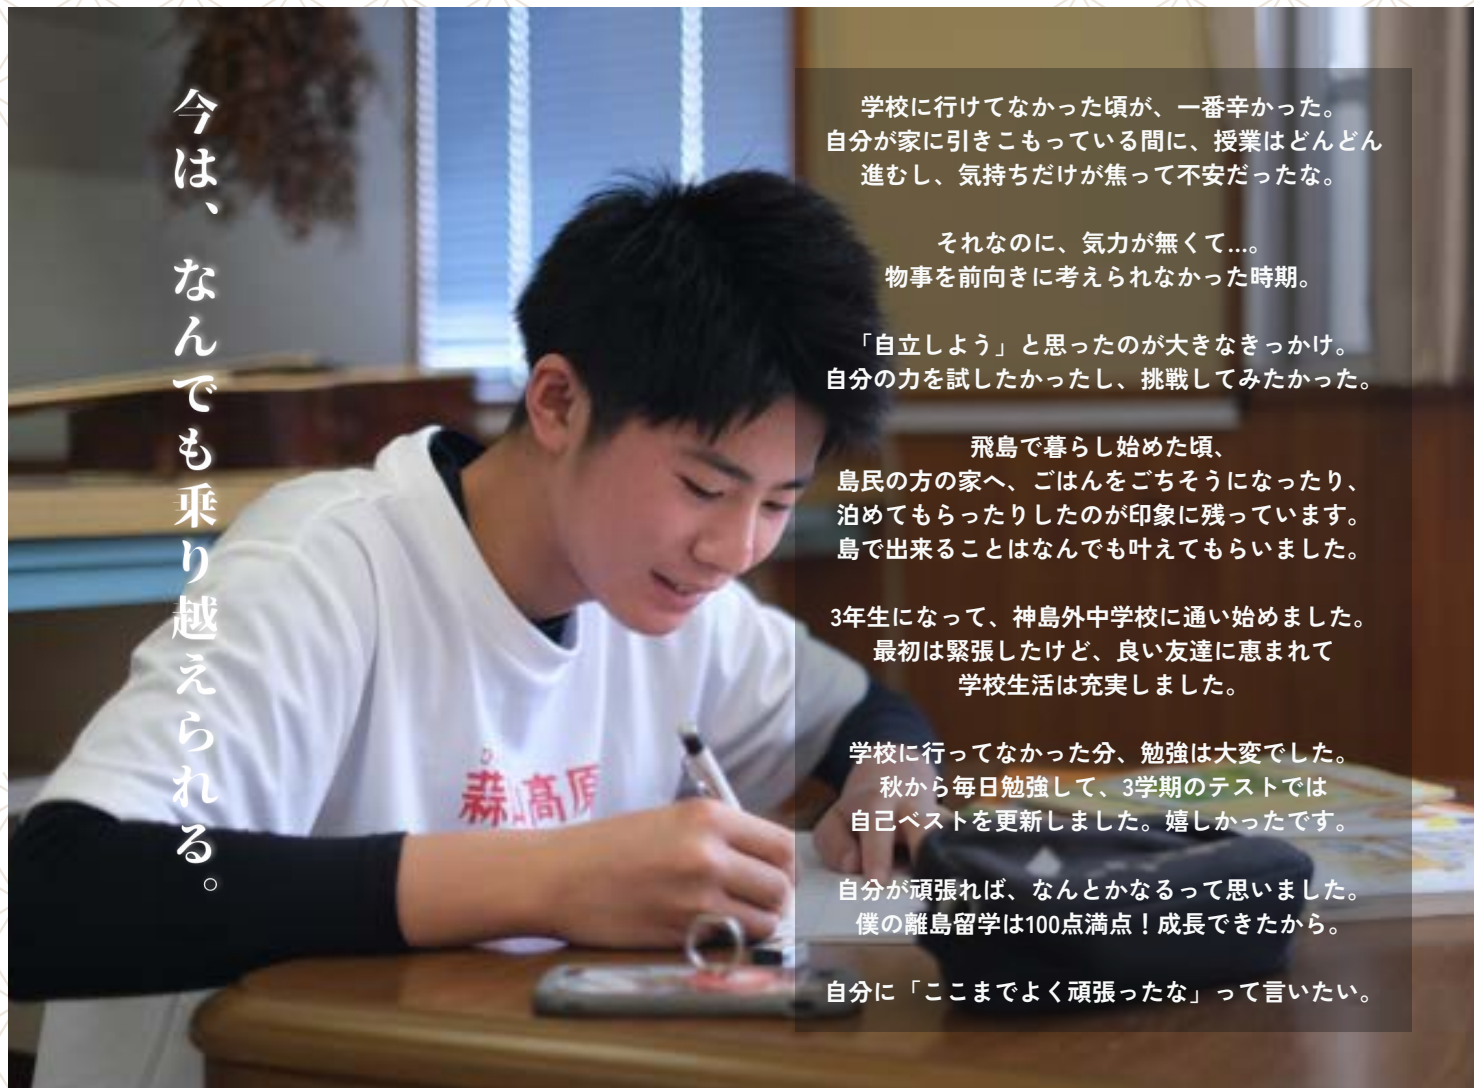 今は、なんでも乗り越えられる。
学校に行けてなかった頃が、一番辛かった。
自分が家に引きこもっている間に、授業はどんどん
進むし、気持ちだけが焦って不安だったな。
それなのに、気力が無くて…。
物事を前向きに考えられなかった時期。
「自立しよう」と思ったのが大きなきっかけ。
自分の力を試したかったし、挑戦してみたかった。
飛島で暮らし始めた頃、
島民の方の家へ、ごはんをごちそうになったり、
泊めてもらったりしたのが印象に残っています。
島で出来ることはなんでも叶えてもらいました。
3年生になって、神島外中学校に通い始めました。
最初は緊張したけど、良い友達に恵まれて
学校生活は充実しました。
学校に行ってなかった分、勉強は大変でした。
秋から毎日勉強して、3学期のテストでは
自己ベストを更新しました。嬉しかったです。
自分が頑張れば、なんとかなるって思いました。
僕の離島留学は100点満点！成長できたから。
自分に「ここまでよく頑張ったな」って言いたい。
蒜山高原